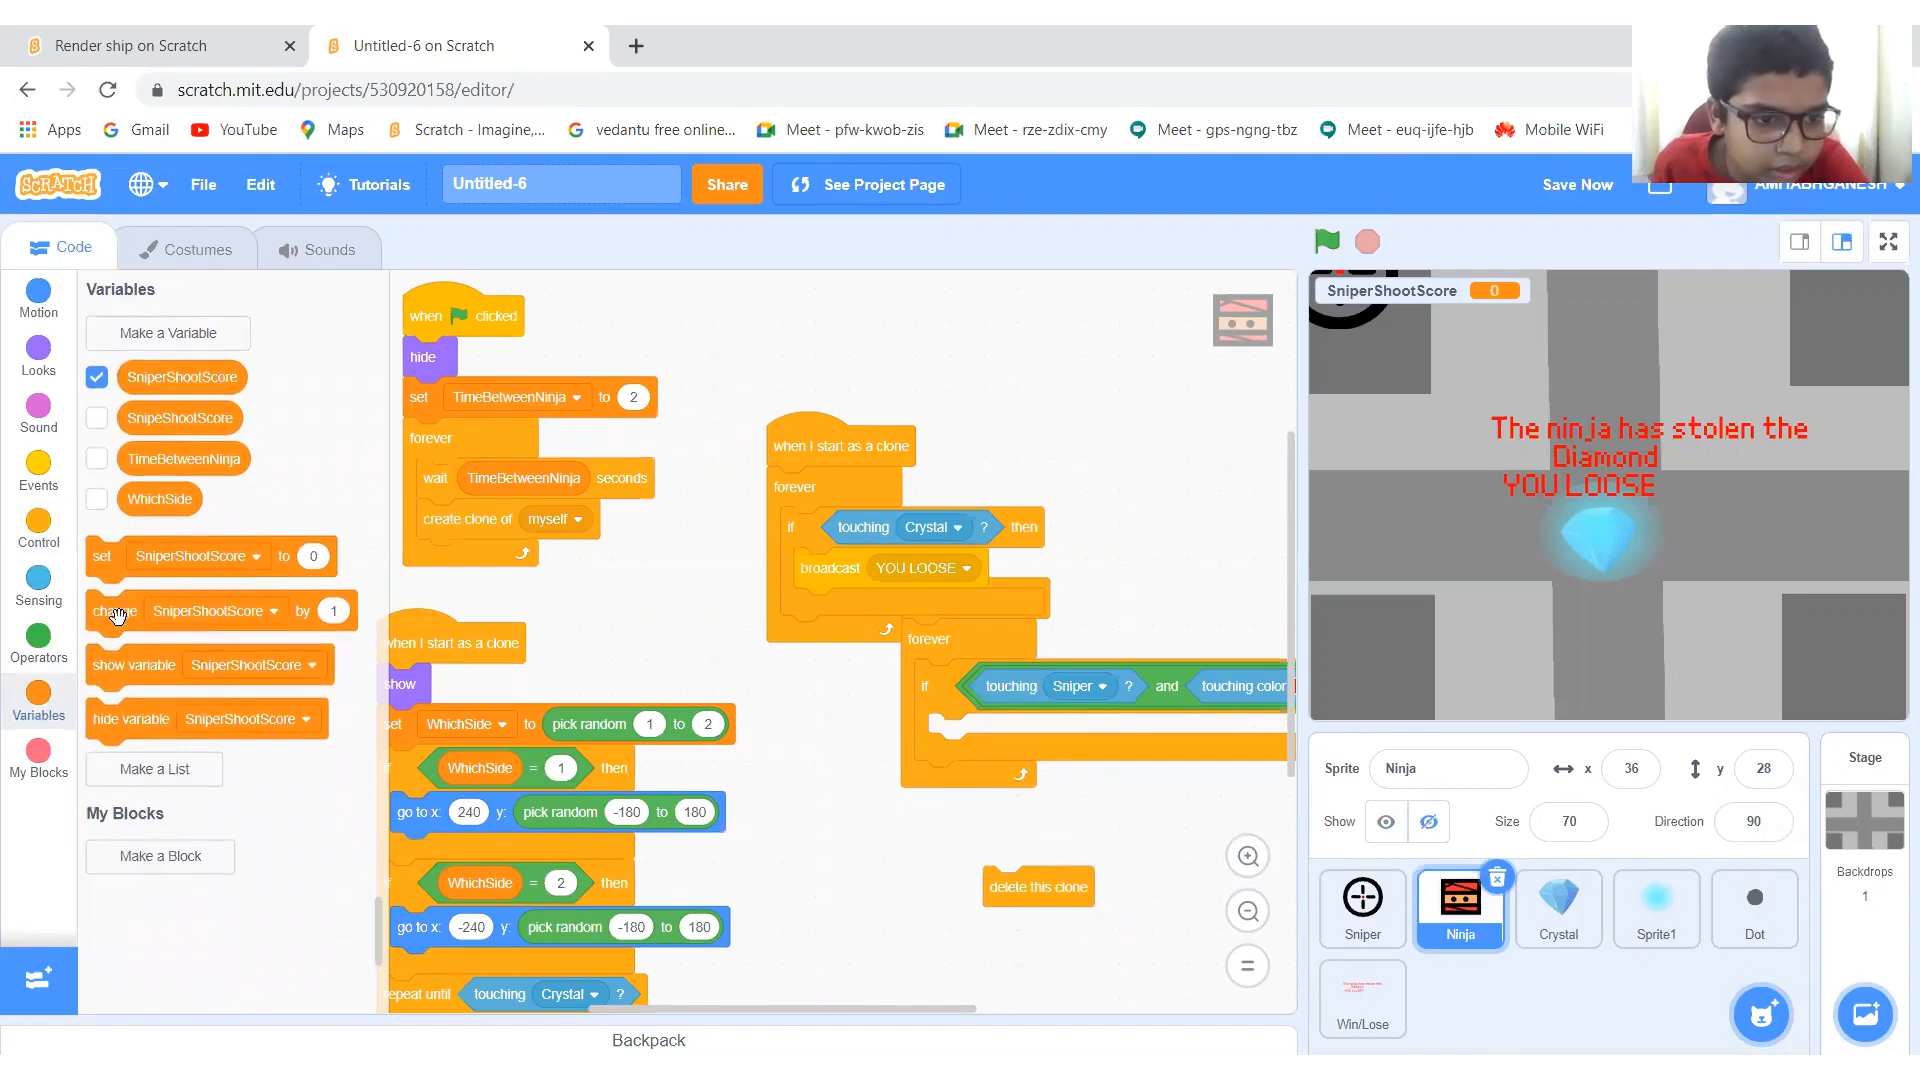 Render ship on Scratch
Untitled-6 on Scratch
scratch.mit.edu/projects/530920158/editor/
Apps
Gmail
YouTube
Maps
Scratch - Imagine,...
vedantu free online...
Meet - pfw-kwob-zis
Meet - rze-zdix-cmy
Meet - gps-ngng-tbz
Meet - euq-ijfe-hjb
Mobile WiFi
SCRATCH
File
Edit
Tutorials
Untitled-6
Share
See Project Page
Save Now
AMITABHGANESH
Code
Costumes
Sounds
Motion
Looks
Sound
Events
Control
Sensing
Operators
Variables
My Blocks
Variables
Make a Variable
SniperShootScore
SnipeShootScore
TimeBetweenNinja
WhichSide
set SniperShootScore to 0
change SniperShootScore by 1
show variable SniperShootScore
hide variable SniperShootScore
Make a List
My Blocks
Make a Block
when clicked
hide
set TimeBetweenNinja to 2
forever
wait TimeBetweenNinja seconds
create clone of myself
when I start as a clone
show
set WhichSide to pick random 1 to 2
if WhichSide = 1 then
go to x: 240 y: pick random -180 to 180
if WhichSide = 2 then
go to x: -240 y: pick random -180 to 180
repeat until touching Crystal ?
when I start as a clone
forever
if touching Crystal ? then
broadcast YOU LOOSE
forever
if touching Sniper ? and touching color
delete this clone
Backpack
SniperShootScore 0
The ninja has stolen the
Diamond
YOU LOOSE
Sprite Ninja x 36 y 28
Show Size 70 Direction 90
Sniper
Ninja
Crystal
Sprite1
Dot
Win/Lose
Stage
Backdrops
1